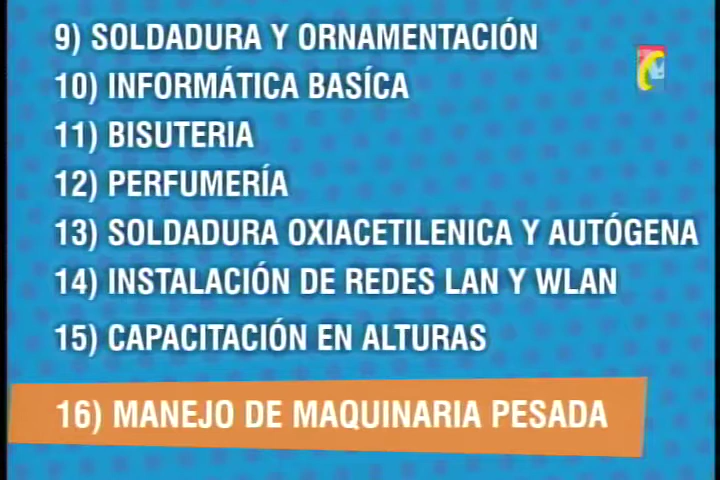 9) SOLDADURA Y ORNAMENTACIÓN
10) INFORMÁTICA BASÍCA
11) BISUTERIA
12) PERFUMERÍA
13) SOLDADURA OXIACETILENICA Y AUTÓGENA
14) INSTALACIÓN DE REDES LAN Y WLAN
15) CAPACITACIÓN EN ALTURAS
16) MANEJO DE MAQUINARIA PESADA